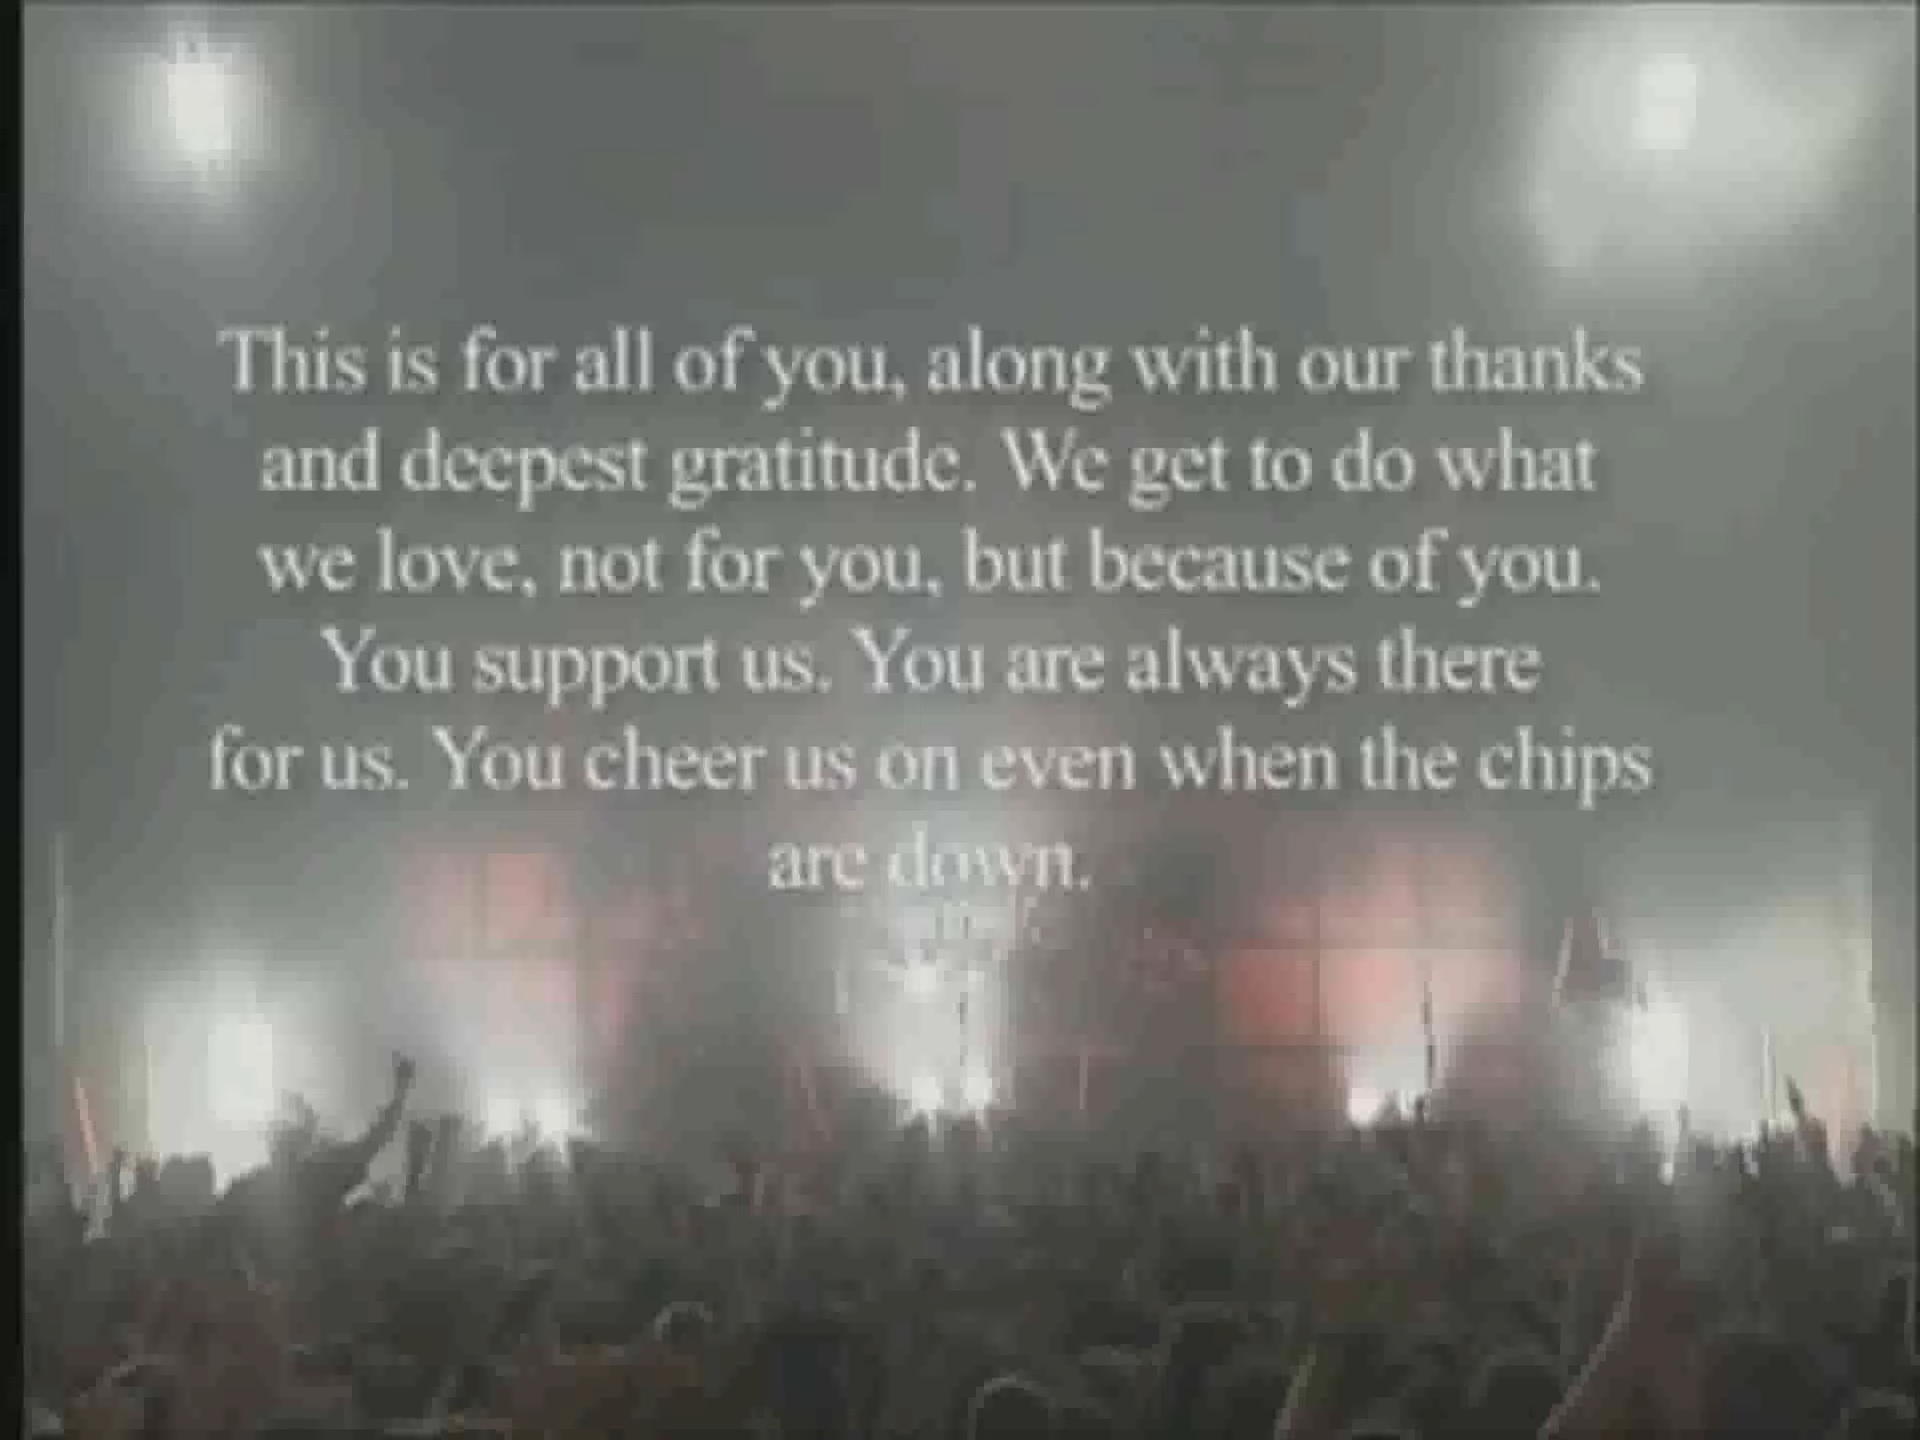 This is for all of you, along with our thanks
and deepest gratitude. We get to do what
we love, not for you, but because of you.
You support us. You are always there
for us. You cheer us on even when the chips
are down.